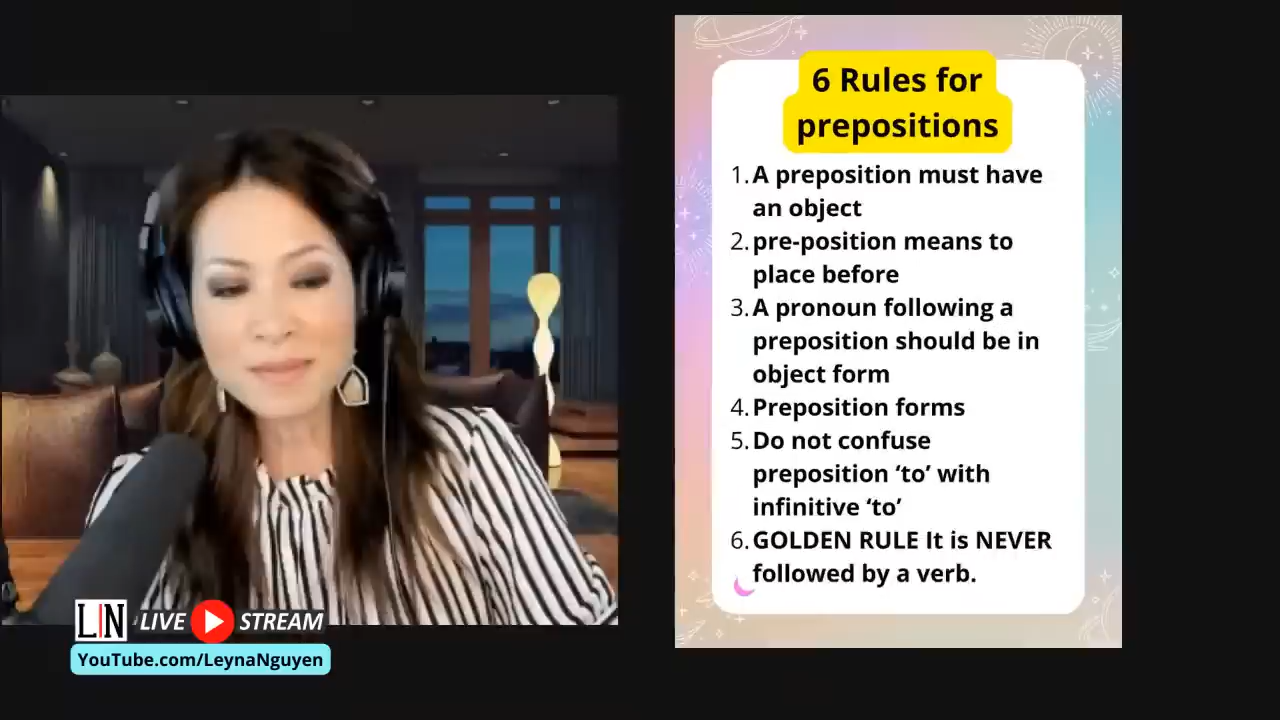 6 Rules for
prepositions
1. A preposition must have
an object
2. pre-position means to
place before
3. A pronoun following a
preposition should be in
object form
4. Preposition forms
5. Do not confuse
preposition ‘to’ with
infinitive ‘to’
6. GOLDEN RULE It is NEVER
followed by a verb.
LN LIVE STREAM
YouTube.com/LeynaNguyen